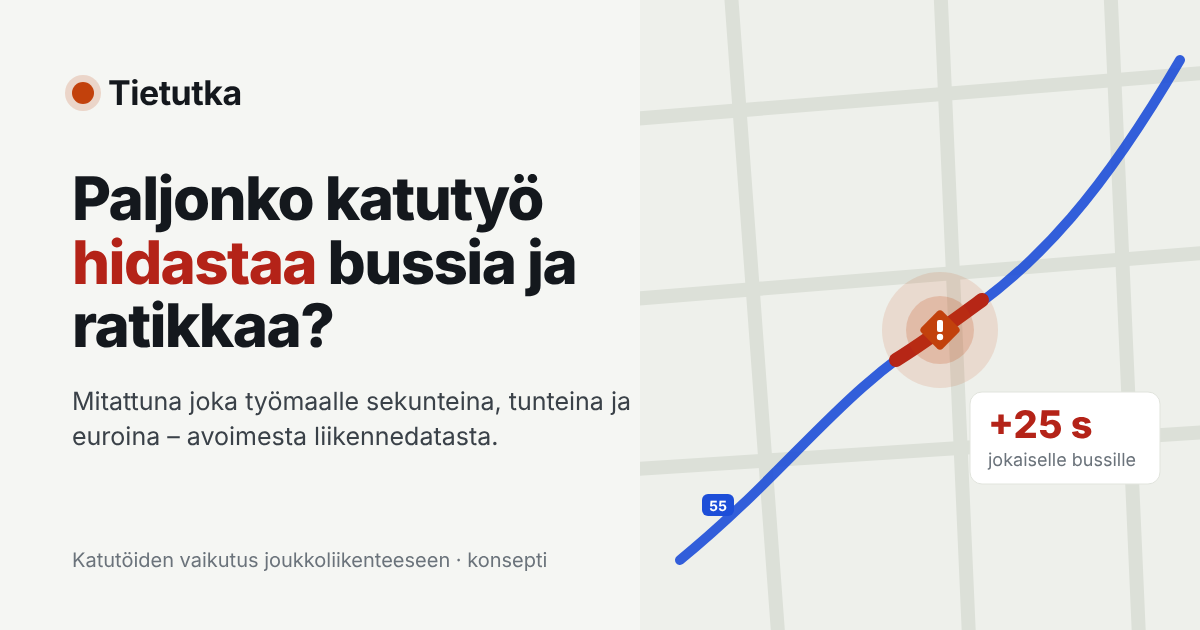 Tietutka
Paljonko katutyö
hidastaa bussia ja
ratikkaa?
Mitattuna joka työmaalle sekunteina, tunteina ja
euroina – avoimesta liikennedatasta.
Katutöiden vaikutus joukkoliikenteeseen · konsepti
!
+25 s
jokaiselle bussille
55